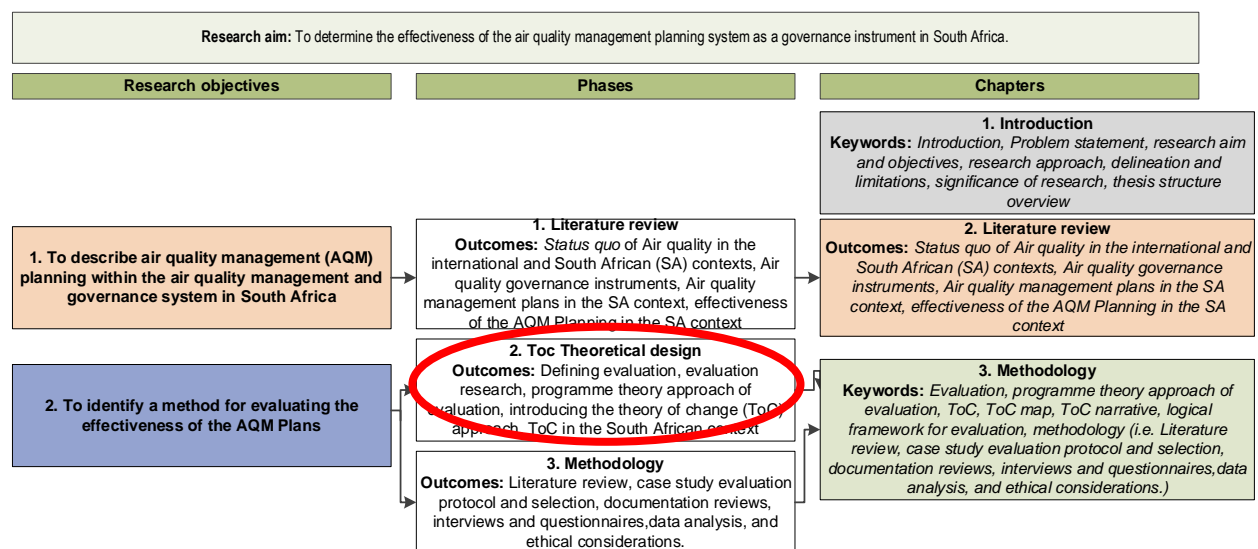 Research aim: To determine the effectiveness of the air quality management planning system as a governance instrument in South Africa.
Research objectives
Phases
Chapters
1. Introduction
Keywords: Introduction, Problem statement, research aim
and objectives, research approach, delineation and
limitations, significance of research, thesis structure
overview
1. To describe air quality management (AQM)
planning within the air quality management and
governance system in South Africa
1. Literature review
Outcomes: Status quo of Air quality in the
international and South African (SA) contexts, Air
quality governance instruments, Air quality
management plans in the SA context, effectiveness
of the AQM Planning in the SA context
2. Literature review
Outcomes: Status quo of Air quality in the international and
South African (SA) contexts, Air quality governance
instruments, Air quality management plans in the SA
context, effectiveness of the AQM Planning in the SA
context
2. To identify a method for evaluating the
effectiveness of the AQM Plans
2. Toc Theoretical design
Outcomes: Defining evaluation, evaluation
research, programme theory approach of
evaluation, introducing the theory of change (ToC)
approach, ToC in the South African context
3. Methodology
Outcomes: Literature review, case study evaluation
protocol and selection, documentation reviews,
interviews and questionnaires,data analysis, and
ethical considerations.
3. Methodology
Keywords: Evaluation, programme theory approach of
evaluation, ToC, ToC map, ToC narrative, logical
framework for evaluation, methodology (i.e. Literature
review, case study evaluation protocol and selection,
documentation reviews, interviews and questionnaires,data
analysis, and ethical considerations.)